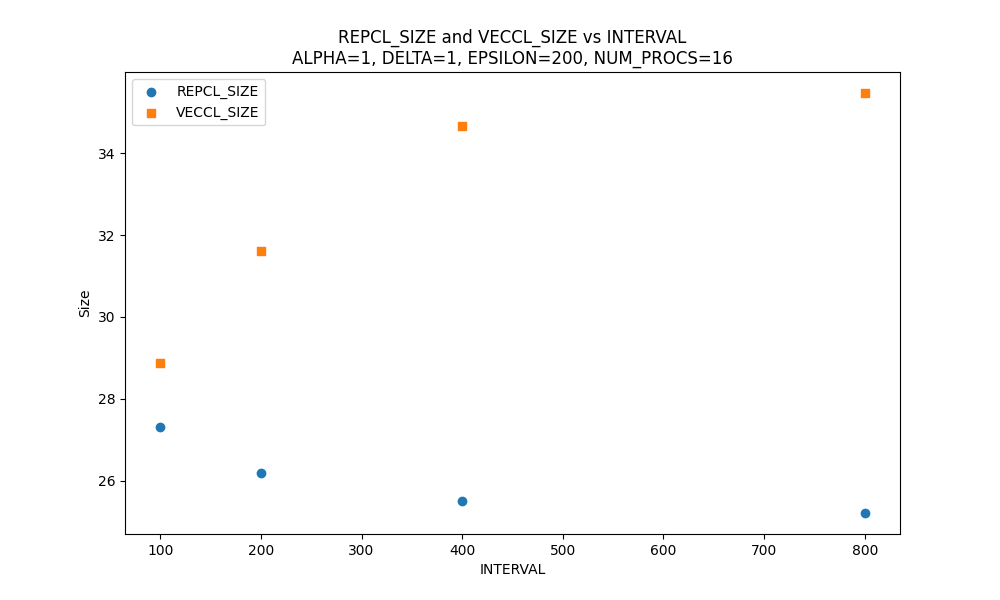 REPCL_SIZE and VECCL_SIZE vs INTERVAL
ALPHA=1, DELTA=1, EPSILON=200, NUM_PROCS=16
REPCL_SIZE
VECCL_SIZE
34
32
30
28
26
Size
100 200 300 400 500 600 700 800
INTERVAL